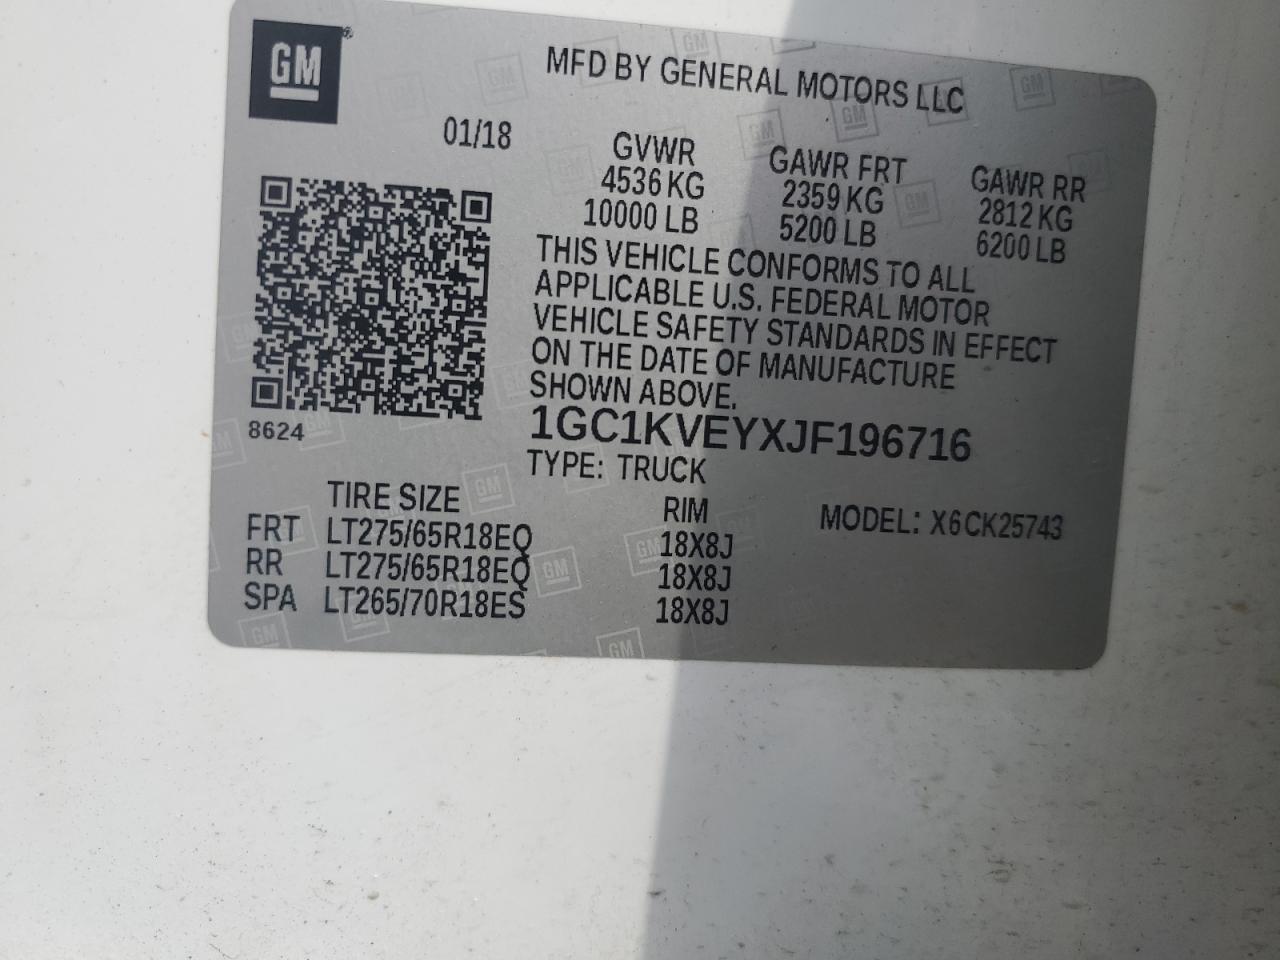 GM
MFD BY GENERAL MOTORS LLC
01/18
GVWR GAWR FRT GAWR RR
4536 KG 2359 KG 2812 KG
10000 LB 5200 LB 6200 LB
THIS VEHICLE CONFORMS TO ALL
APPLICABLE U.S. FEDERAL MOTOR
VEHICLE SAFETY STANDARDS IN EFFECT
ON THE DATE OF MANUFACTURE
SHOWN ABOVE.
8624
1GC1KVEYXJF196716
TYPE: TRUCK
TIRE SIZE RIM MODEL: X6CK25743
FRT LT275/65R18EQ 18X8J
RR LT275/65R18EQ 18X8J
SPA LT265/70R18ES 18X8J